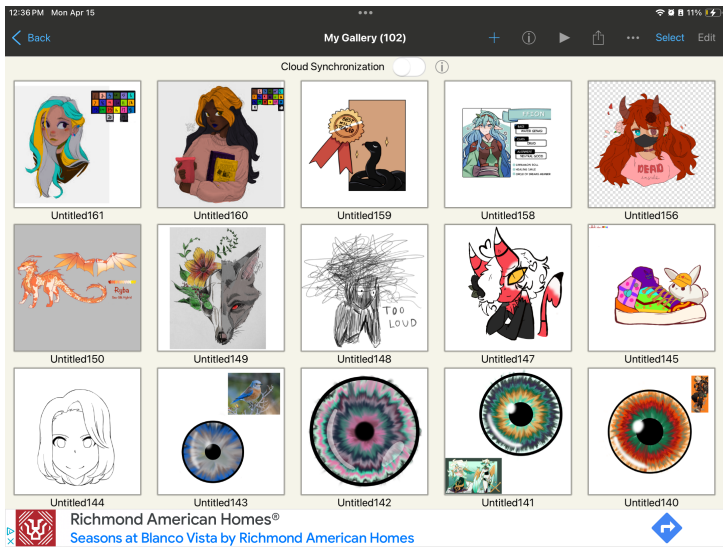 12:36 PM Mon Apr 15
11%
Back
My Gallery (102)
Select
Edit
Cloud Synchronization
DEAD
Untitled161
Untitled160
Untitled159
Untitled158
Untitled156
Rgba
TOO
LOUD
Untitled150
Untitled149
Untitled148
Untitled147
Untitled145
Untitled144
Untitled143
Untitled142
Untitled141
Untitled140
Richmond American Homes®
Seasons at Blanco Vista by Richmond American Homes